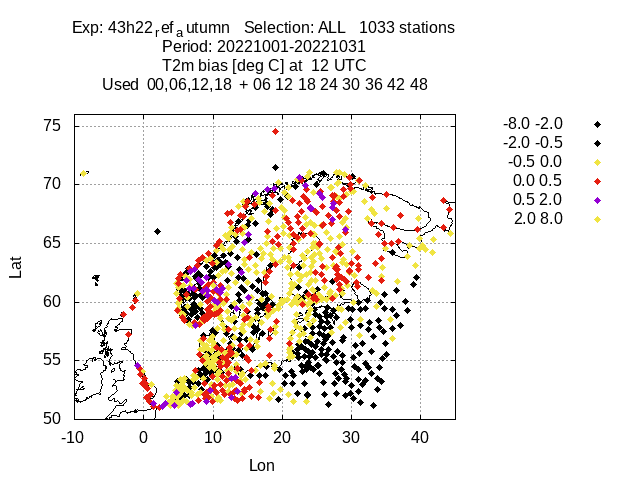 Exp: 43h22refautumn Selection: ALL 1033 stations
Period: 20221001-20221031
T2m bias [deg C] at 12 UTC
Used 00,06,12,18 + 06 12 18 24 30 36 42 48
-8.0 -2.0
-2.0 -0.5
-0.5 0.0
0.0 0.5
0.5 2.0
2.0 8.0
75
70
65
60
55
50
Lat
-10 0 10 20 30 40
Lon